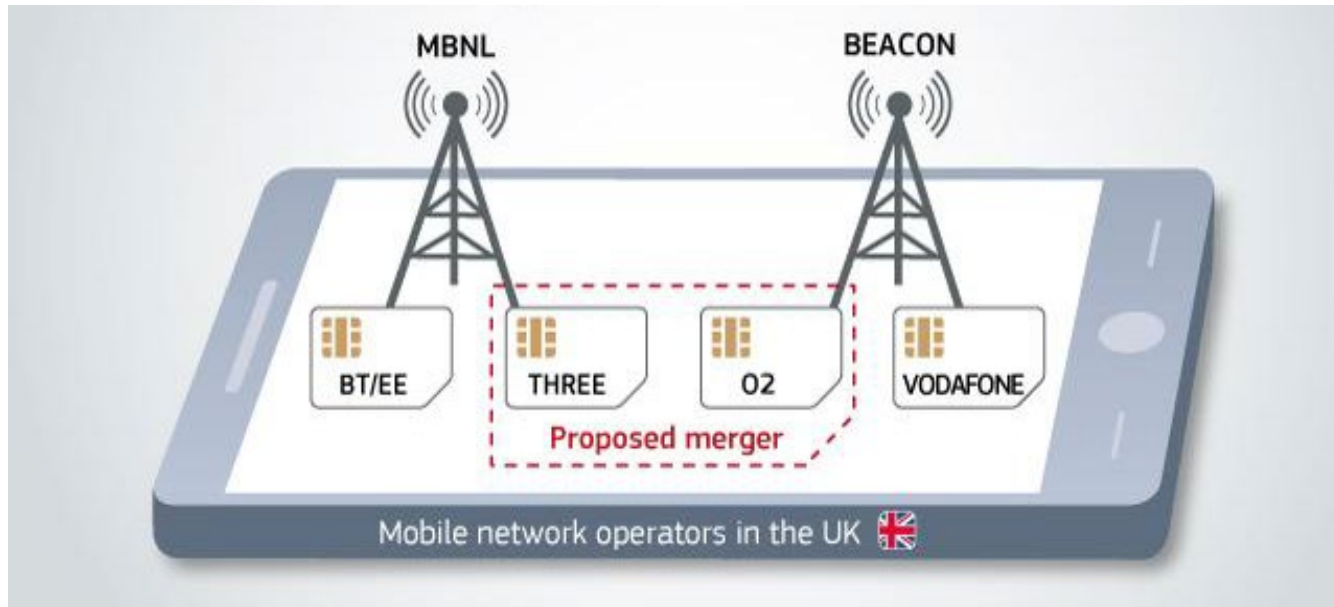 MBNL
BEACON
BT/EE
THREE
O2
VODAFONE
Proposed merger
Mobile network operators in the UK